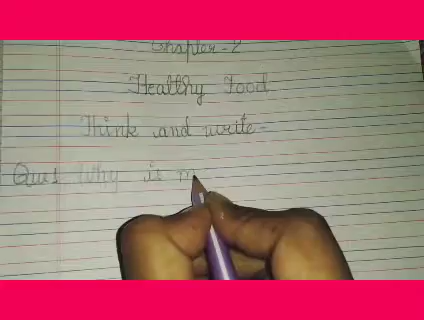 Chapter-2
Healthy Food
Think and write-
Ques Why is m